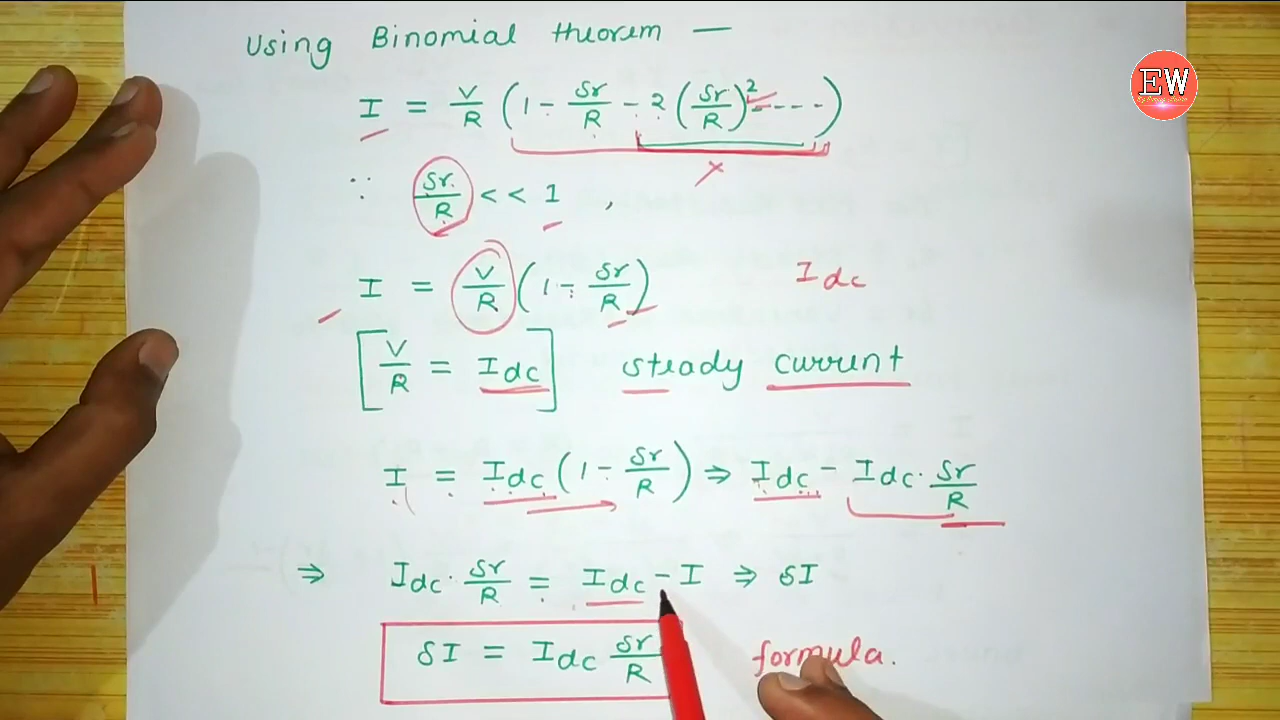 Using Binomial theorem —
EW
I = V/R (1 - δr/R - 2 (δr/R)² - - - -)
∵ δr/R << 1 ,
I = V/R (1 - δr/R) Idc
[V/R = Idc] steady current
I = Idc (1 - δr/R) ⇒ Idc - Idc · δr/R
⇒ Idc · δr/R = Idc - I ⇒ δI
δI = Idc δr/R formula.